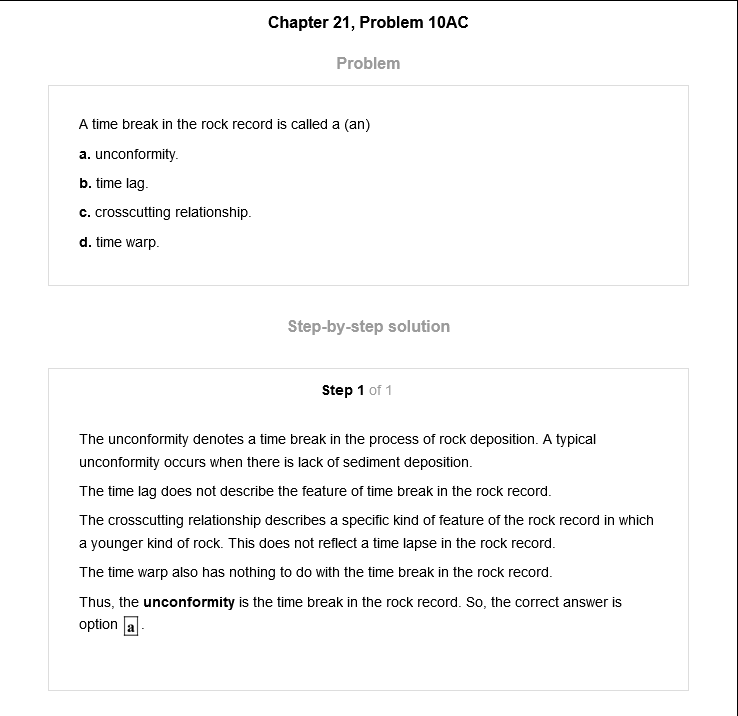 Chapter 21, Problem 10AC
Problem
A time break in the rock record is called a (an)
a. unconformity.
b. time lag.
c. crosscutting relationship.
d. time warp.
Step-by-step solution
Step 1 of 1
The unconformity denotes a time break in the process of rock deposition. A typical
unconformity occurs when there is lack of sediment deposition.
The time lag does not describe the feature of time break in the rock record.
The crosscutting relationship describes a specific kind of feature of the rock record in which
a younger kind of rock. This does not reflect a time lapse in the rock record.
The time warp also has nothing to do with the time break in the rock record.
Thus, the unconformity is the time break in the rock record. So, the correct answer is
option a.